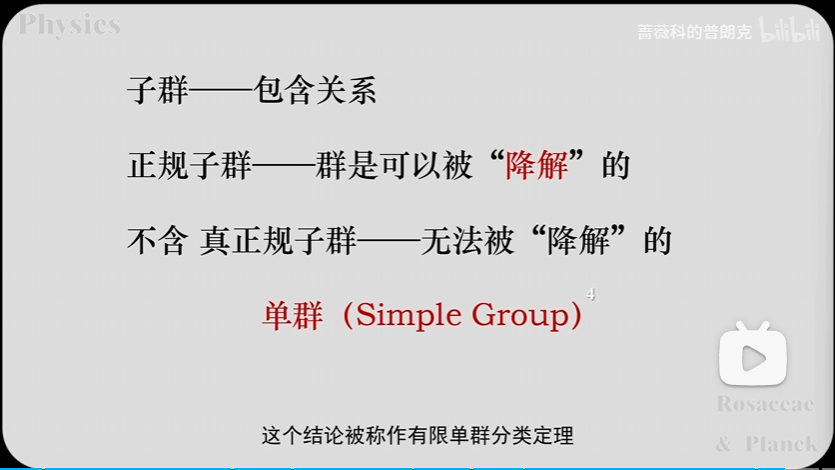 Physics
蔷薇科的普朗克 bilibili
子群——包含关系
正规子群——群是可以被“降解”的
不含 真正规子群——无法被“降解”的
单群（Simple Group）4
Rosaceae
& Planck
这个结论被称作有限单群分类定理